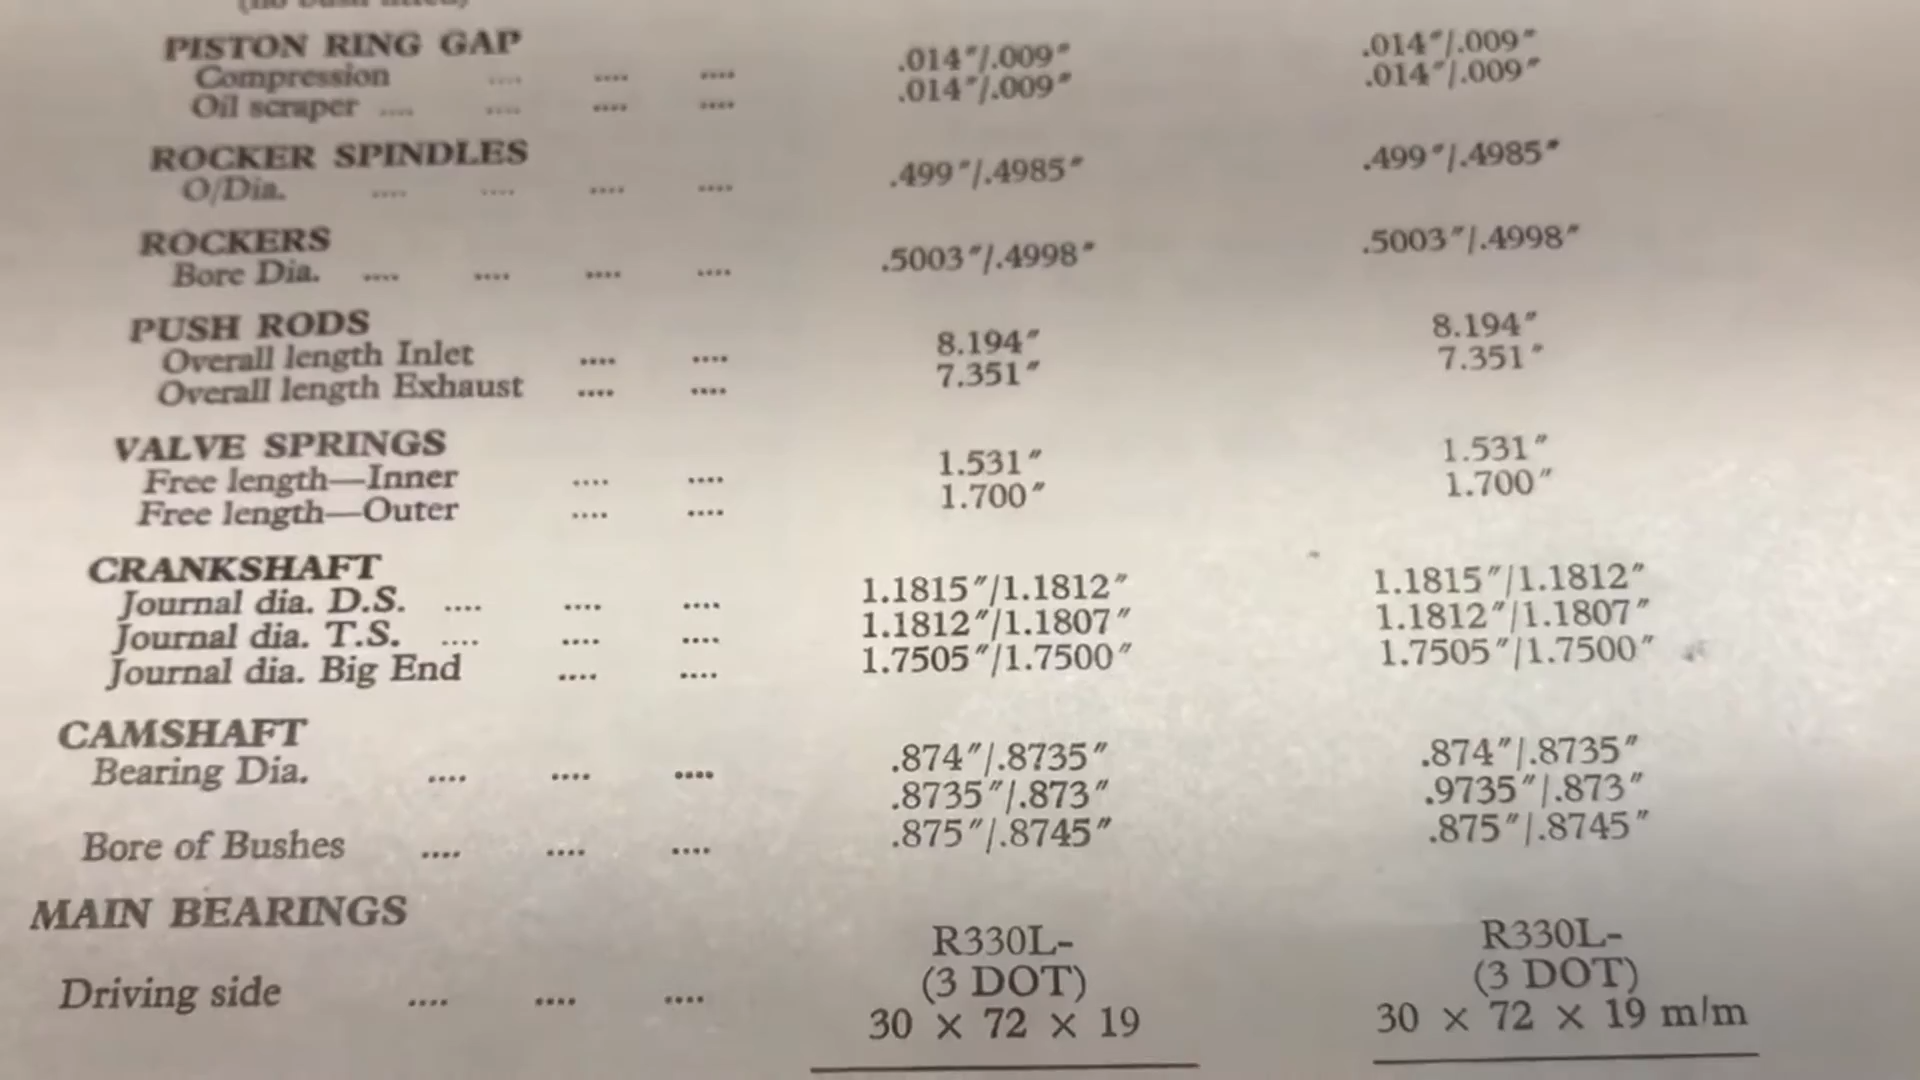 PISTON RING GAP
Compression .... .... .... .014"/.009" .014"/.009"
Oil scraper .... .... .... .... .014"/.009" .014"/.009"
ROCKER SPINDLES
O/Dia. .... .... .... .... .499"/.4985" .499"/.4985"
ROCKERS
Bore Dia. .... .... .... .... .5003"/.4998" .5003"/.4998"
PUSH RODS
Overall length Inlet .... .... 8.194" 8.194"
Overall length Exhaust .... .... 7.351" 7.351"
VALVE SPRINGS
Free length—Inner .... .... 1.531" 1.531"
Free length—Outer .... .... 1.700" 1.700"
CRANKSHAFT
Journal dia. D.S. .... .... .... 1.1815"/1.1812" 1.1815"/1.1812"
Journal dia. T.S. .... .... .... 1.1812"/1.1807" 1.1812"/1.1807"
Journal dia. Big End .... .... 1.7505"/1.7500" 1.7505"/1.7500"
CAMSHAFT
Bearing Dia. .... .... .... .874"/.8735" .874"/.8735"
.8735"/.873" .9735"/.873"
Bore of Bushes .... .... .... .875"/.8745" .875"/.8745"
MAIN BEARINGS
R330L- R330L-
(3 DOT) (3 DOT)
Driving side .... .... .... 30 × 72 × 19 30 × 72 × 19 m/m